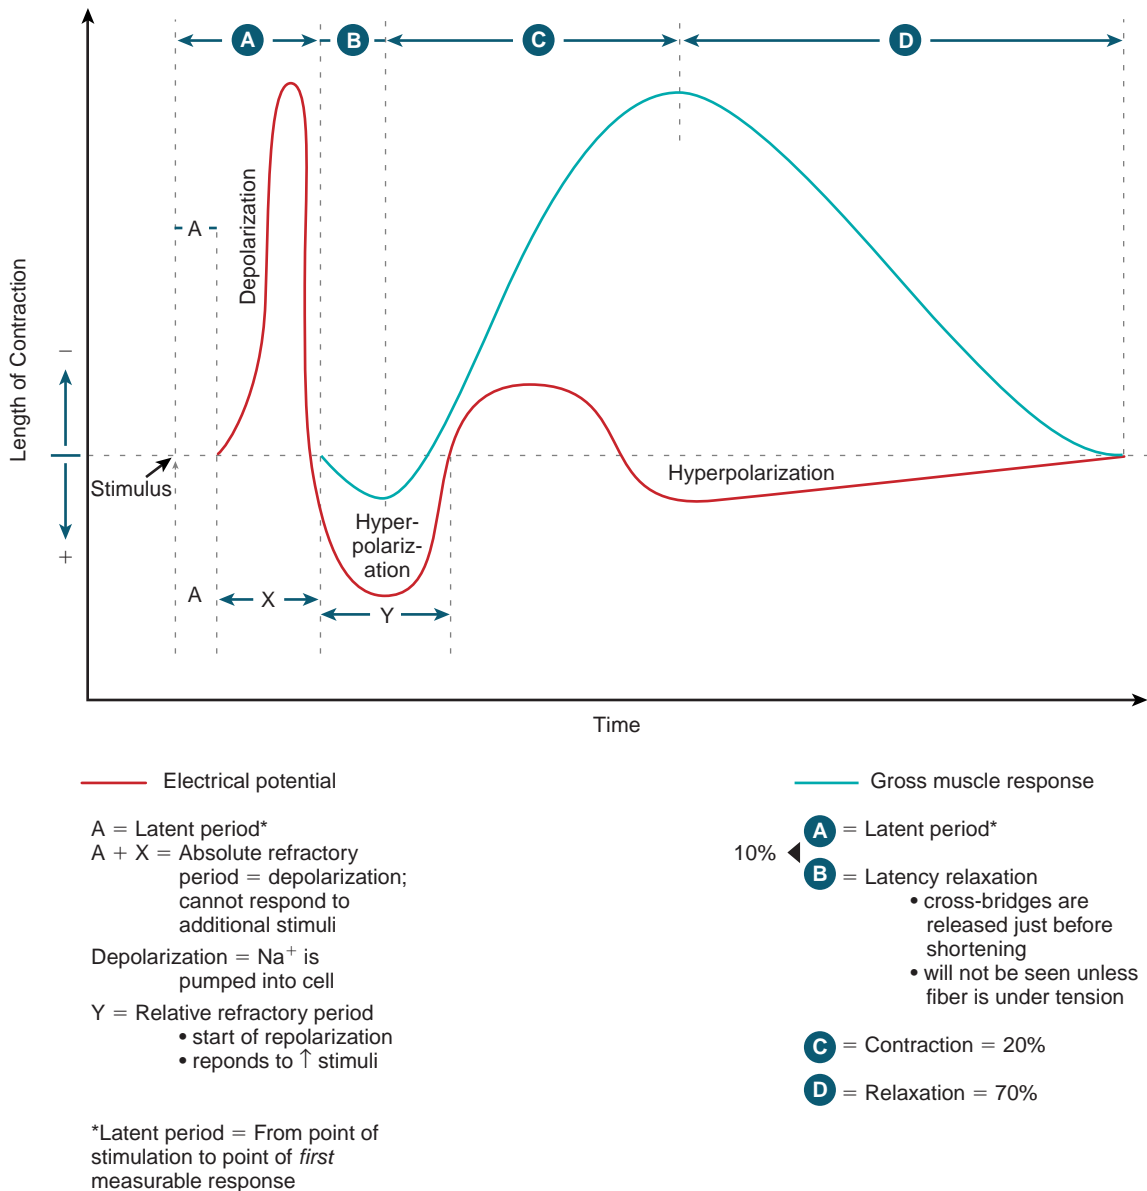 A
B
C
D
Depolarization
A
Length of Contraction
−
+
Stimulus
Hyperpolarization
Hyper-
polariz-
ation
A
X
Y
Time
Electrical potential
A = Latent period*
A + X = Absolute refractory
period = depolarization;
cannot respond to
additional stimuli
Depolarization = Na+ is
pumped into cell
Y = Relative refractory period
• start of repolarization
• reponds to ↑ stimuli
*Latent period = From point of
stimulation to point of first
measurable response
Gross muscle response
A = Latent period*
10%
B = Latency relaxation
• cross-bridges are
released just before
shortening
• will not be seen unless
fiber is under tension
C = Contraction = 20%
D = Relaxation = 70%